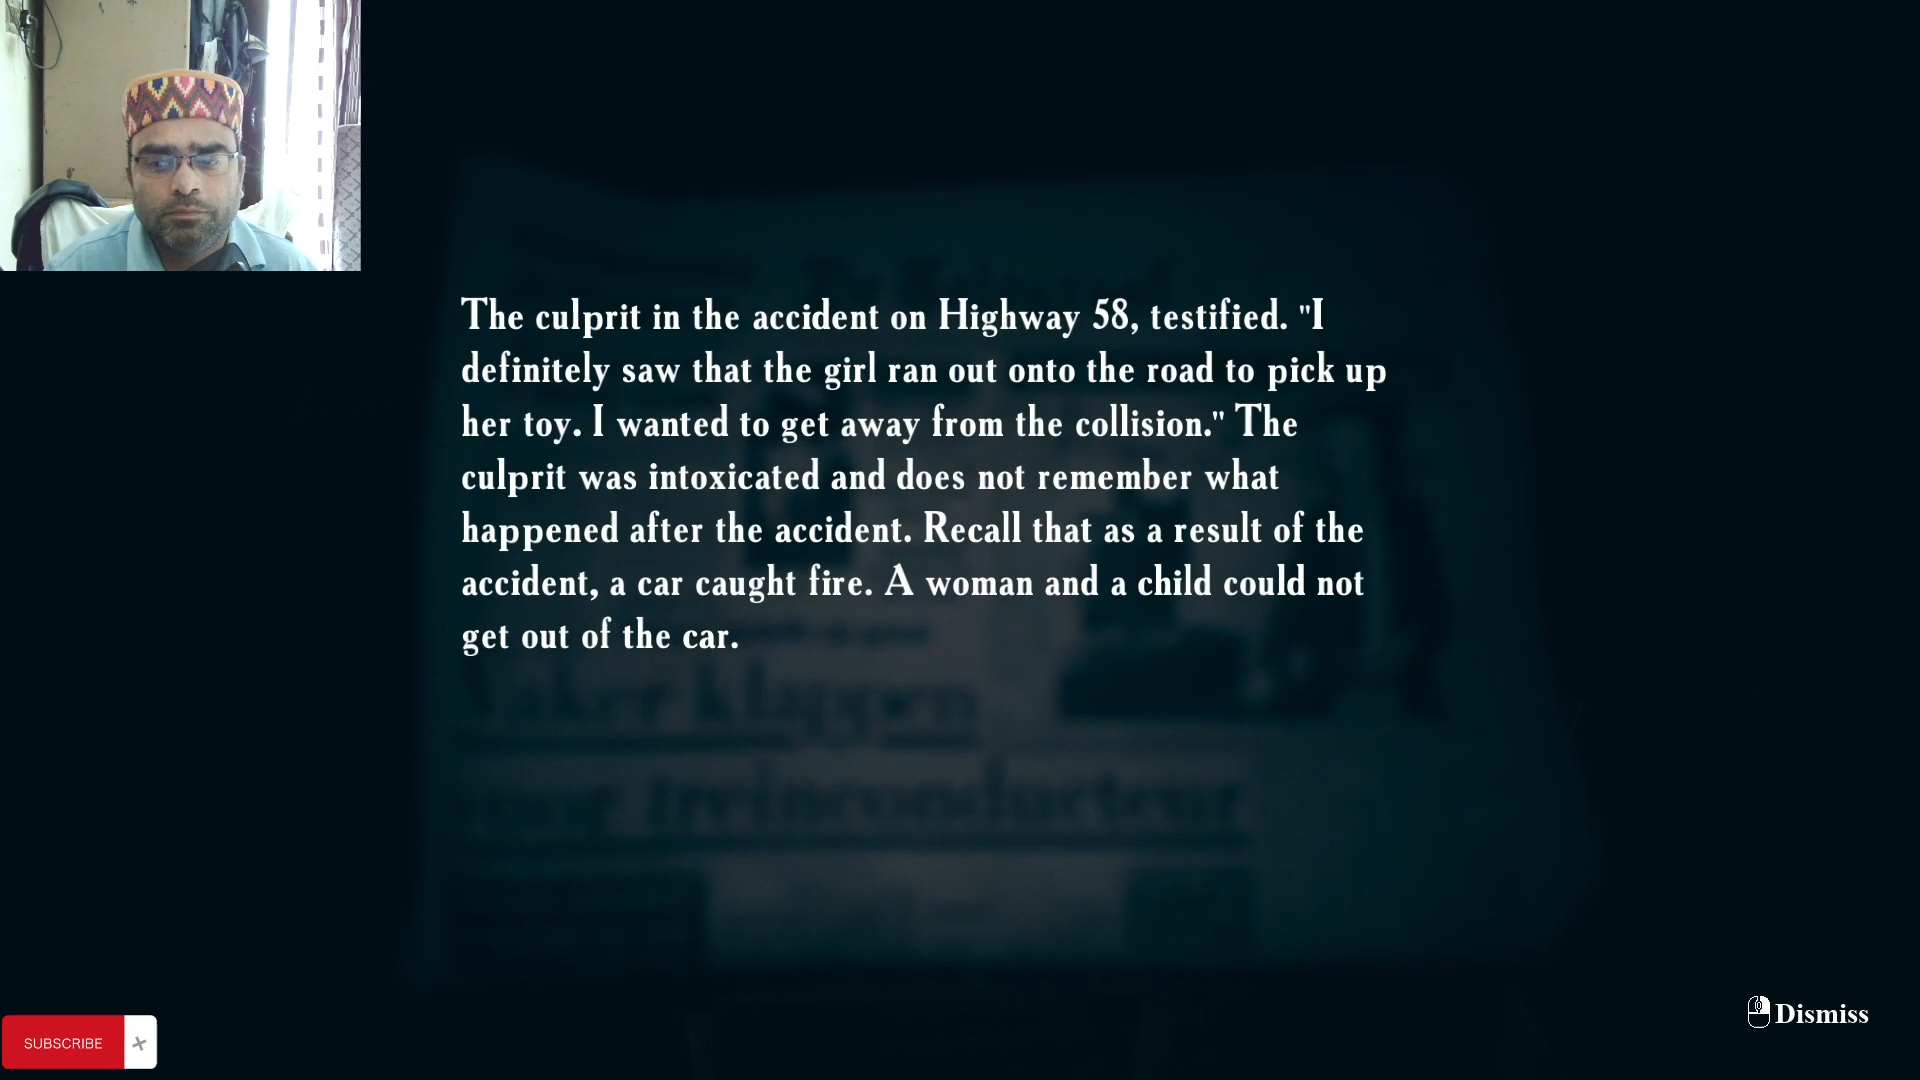 The culprit in the accident on Highway 58, testified. "I
definitely saw that the girl ran out onto the road to pick up
her toy. I wanted to get away from the collision." The
culprit was intoxicated and does not remember what
happened after the accident. Recall that as a result of the
accident, a car caught fire. A woman and a child could not
get out of the car.
klappen
treinconducteur
Dismiss
SUBSCRIBE